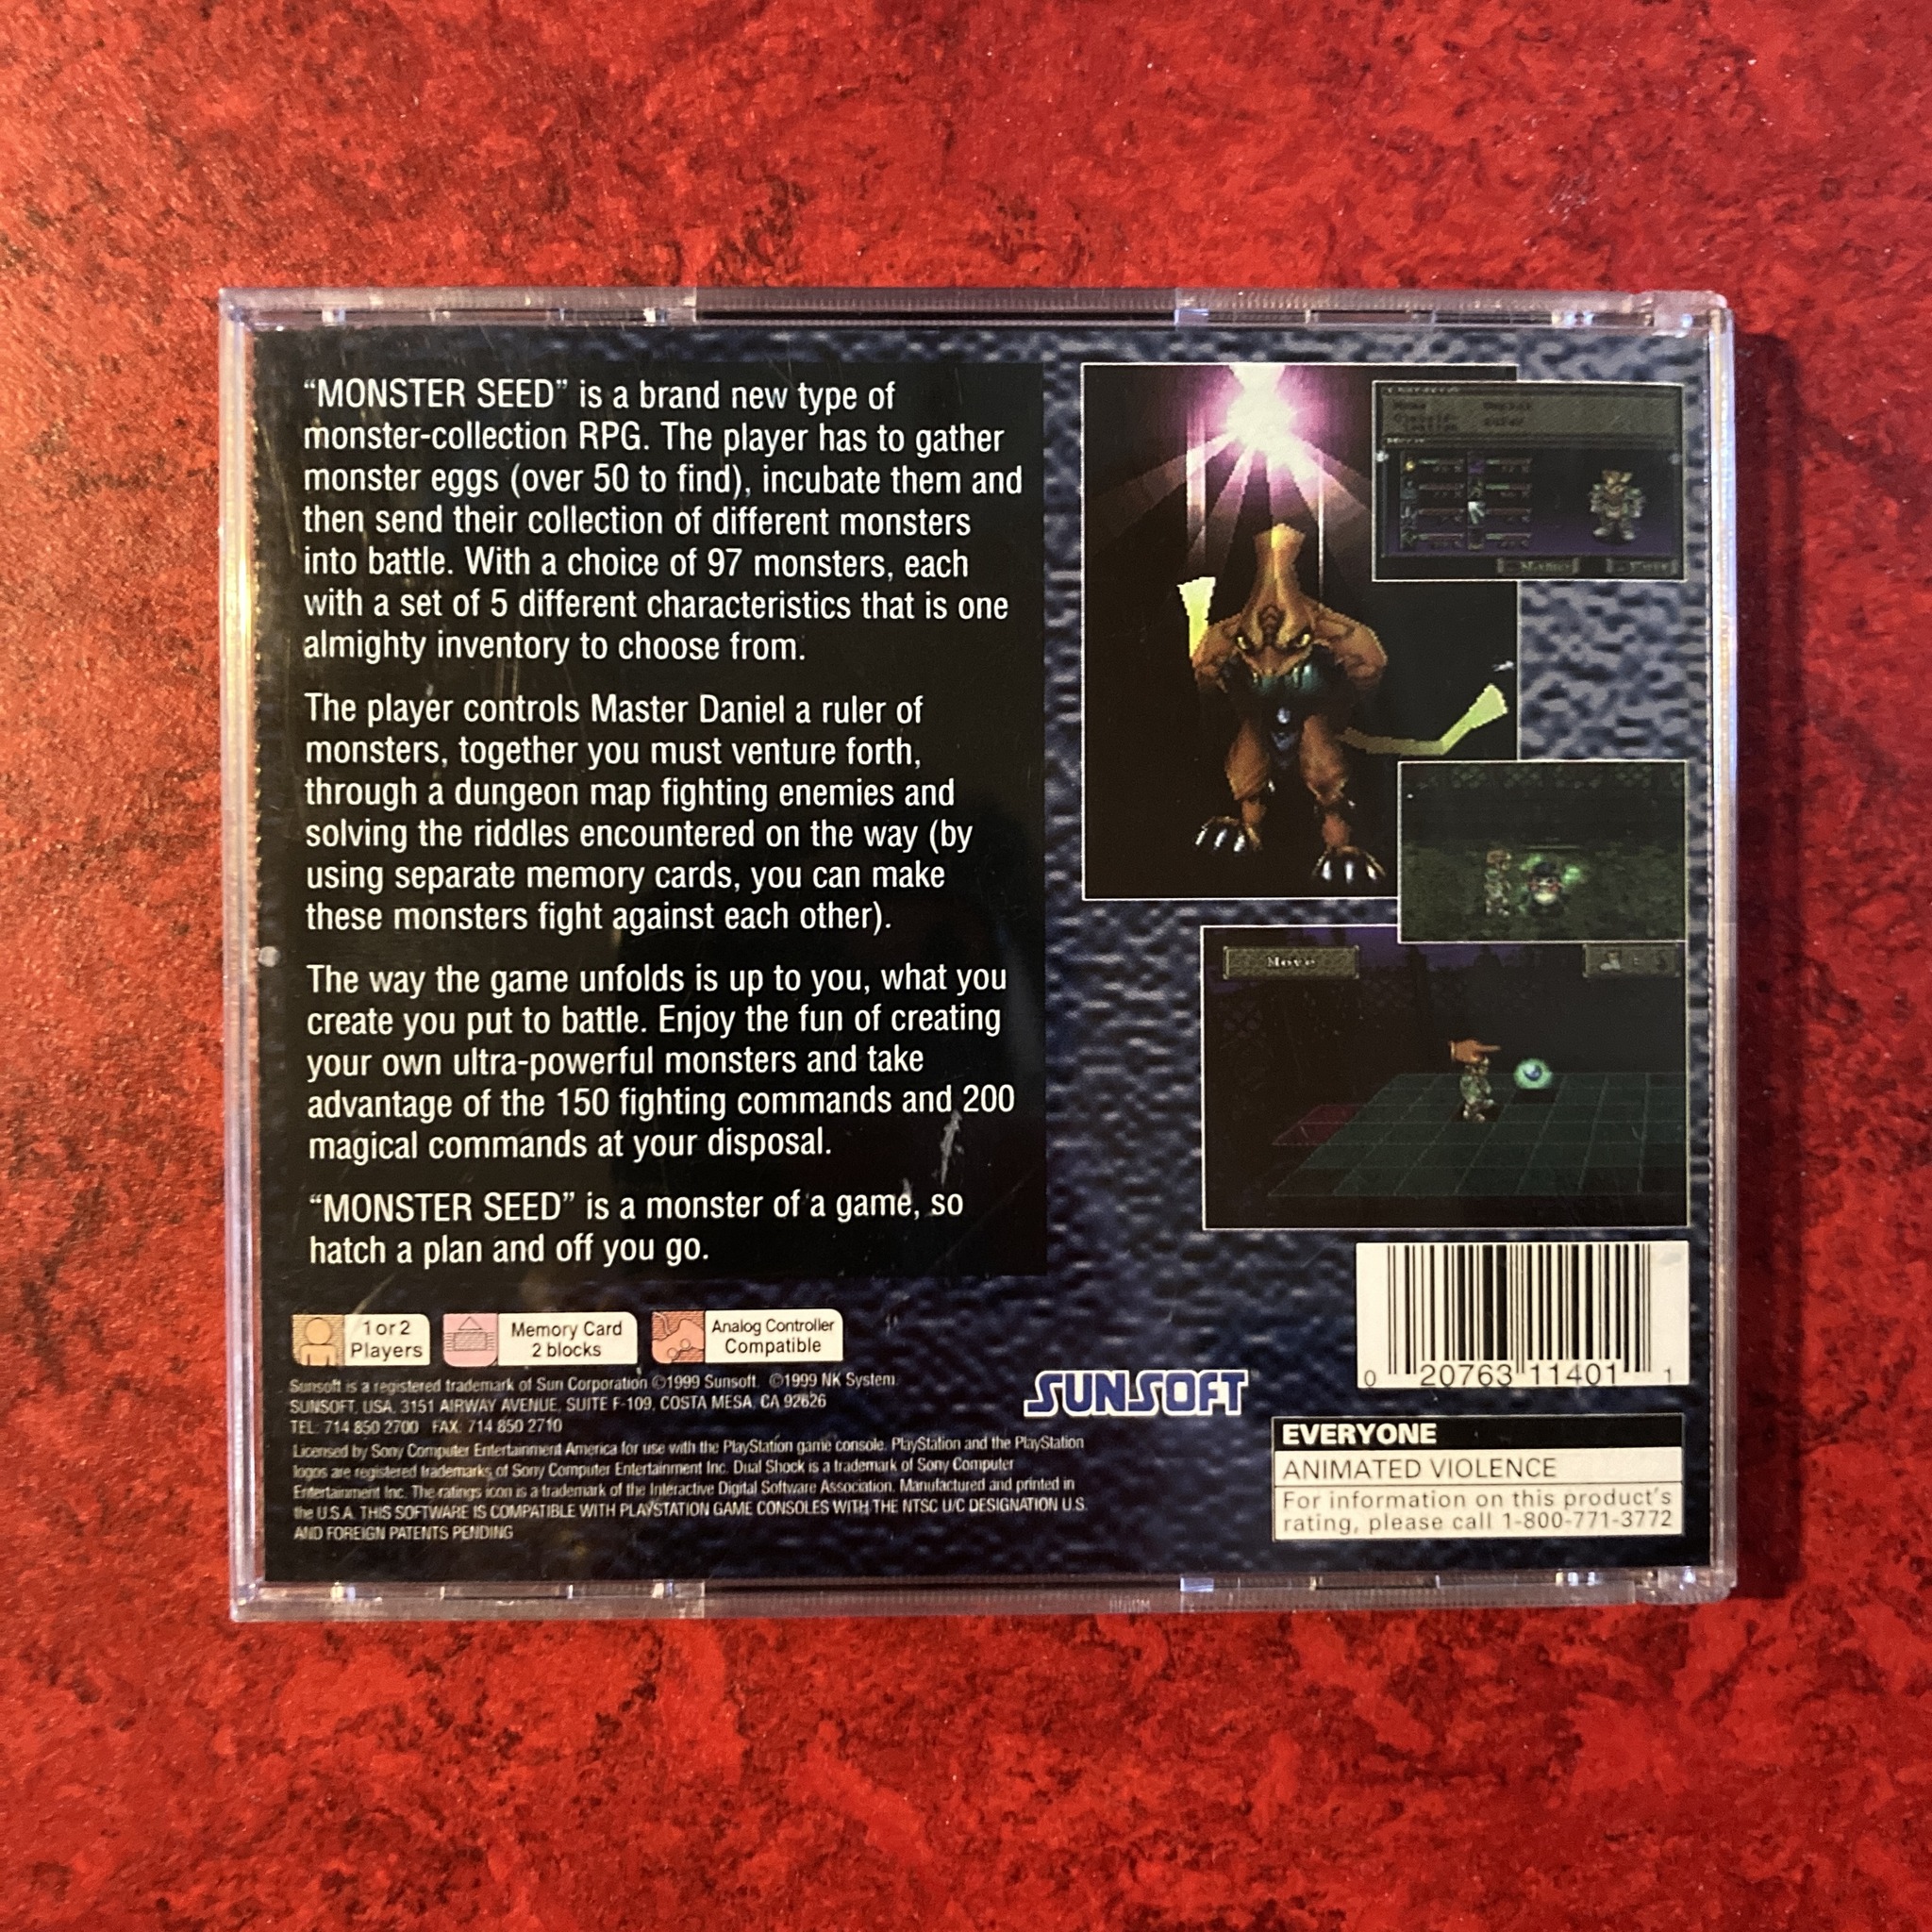 “MONSTER SEED” is a brand new type of
monster-collection RPG. The player has to gather
monster eggs (over 50 to find), incubate them and
then send their collection of different monsters
into battle. With a choice of 97 monsters, each
with a set of 5 different characteristics that is one
almighty inventory to choose from.
The player controls Master Daniel a ruler of
monsters, together you must venture forth,
through a dungeon map fighting enemies and
solving the riddles encountered on the way (by
using separate memory cards, you can make
these monsters fight against each other).
The way the game unfolds is up to you, what you
create you put to battle. Enjoy the fun of creating
your own ultra-powerful monsters and take
advantage of the 150 fighting commands and 200
magical commands at your disposal.
“MONSTER SEED” is a monster of a game, so
hatch a plan and off you go.
Move
1 or 2
Players
Memory Card
2 blocks
Analog Controller
Compatible
Sunsoft is a registered trademark of Sun Corporation ©1999 Sunsoft. ©1999 NK System.
SUNSOFT, USA, 3151 AIRWAY AVENUE, SUITE F-109, COSTA MESA, CA 92626
TEL: 714 850 2700 FAX: 714 850 2710
Licensed by Sony Computer Entertainment America for use with the PlayStation game console. PlayStation and the PlayStation
logos are registered trademarks of Sony Computer Entertainment Inc. Dual Shock is a trademark of Sony Computer
Entertainment Inc. The ratings icon is a trademark of the Interactive Digital Software Association. Manufactured and printed in
the U.S.A. THIS SOFTWARE IS COMPATIBLE WITH PLAYSTATION GAME CONSOLES WITH THE NTSC U/C DESIGNATION U.S.
AND FOREIGN PATENTS PENDING
SUNSOFT
0 20763 11401 1
EVERYONE
ANIMATED VIOLENCE
For information on this product's
rating, please call 1-800-771-3772